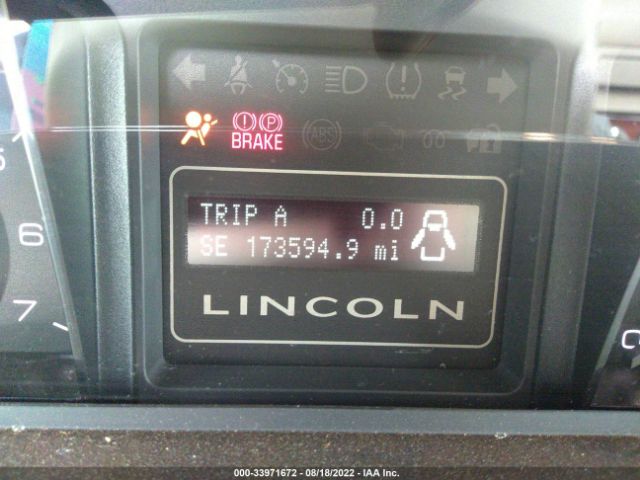 (ABS)
(!) (P)
BRAKE
5
6
7
TRIP A 0.0
SE 173594.9 mi
LINCOLN
000-33971672 - 08/18/2022 - IAA Inc.